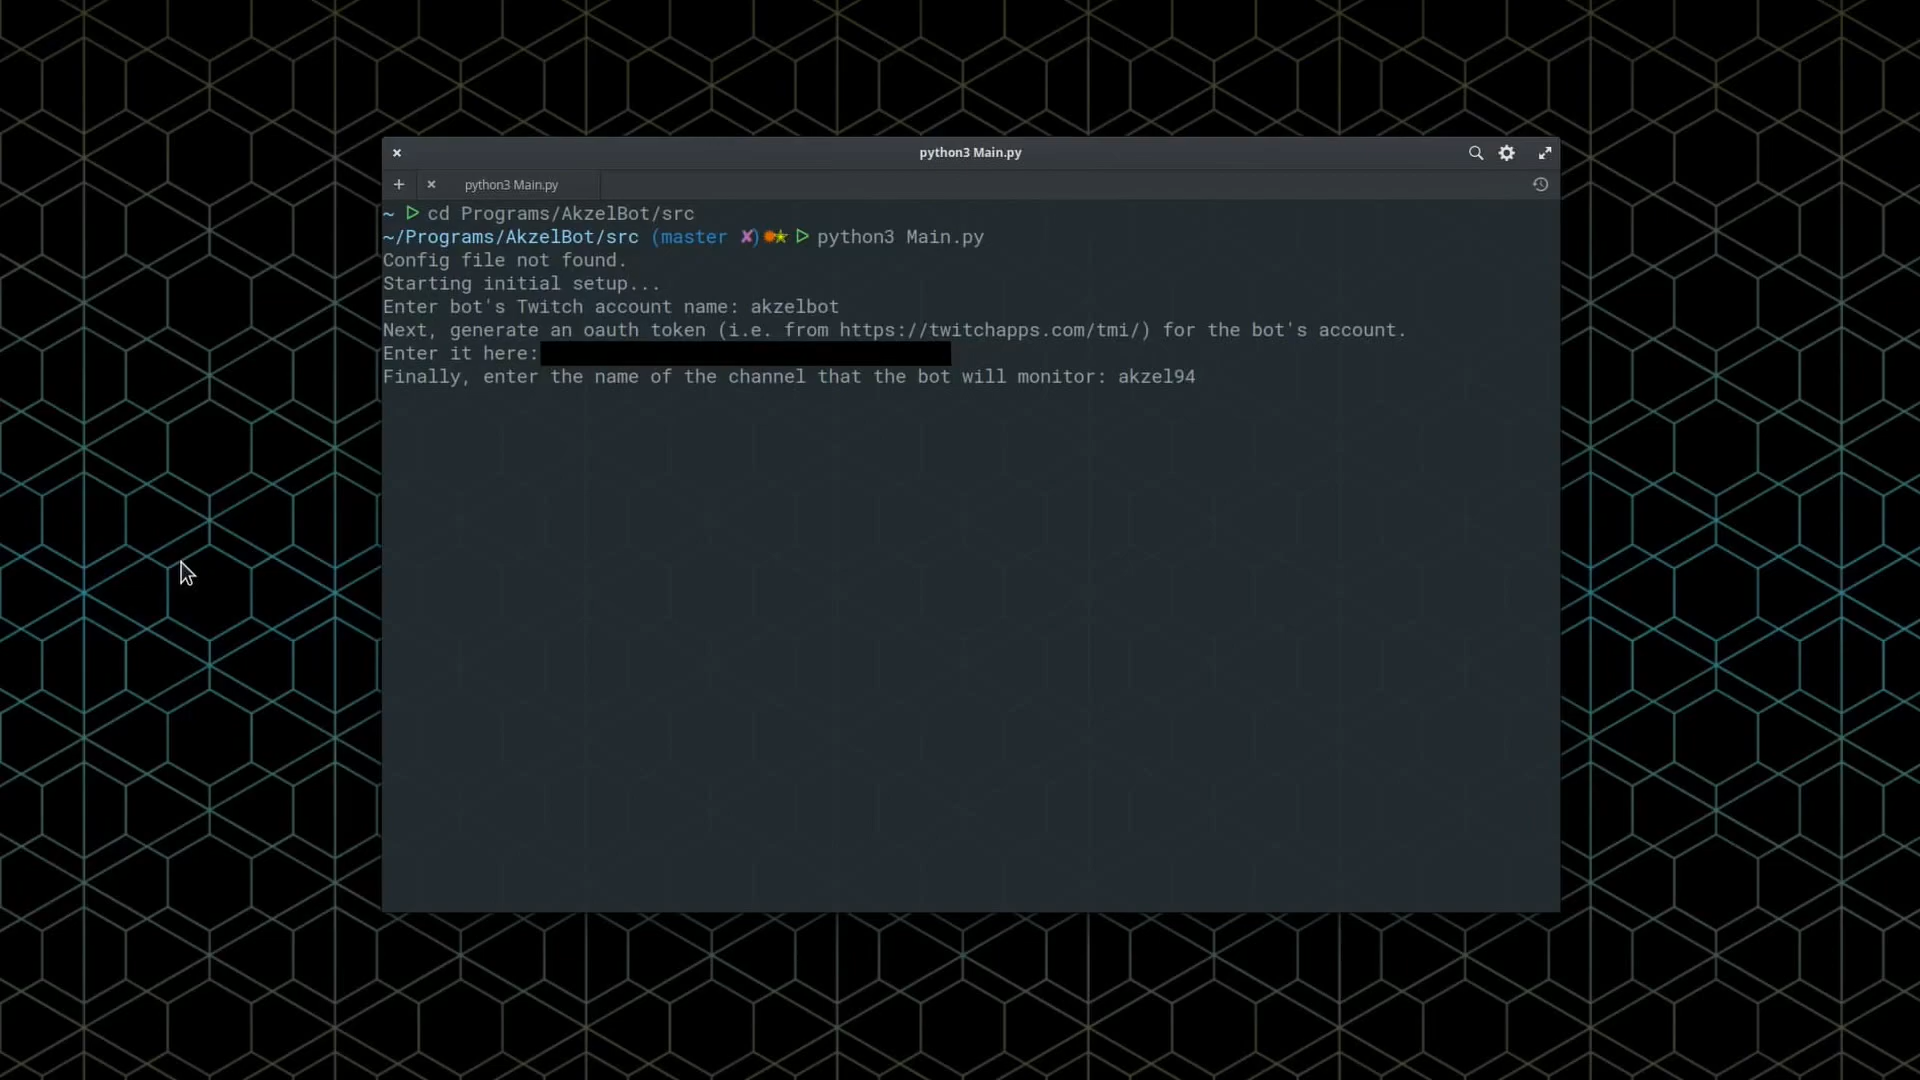 python3 Main.py
python3 Main.py
~ ▷ cd Programs/AkzelBot/src
~/Programs/AkzelBot/src (master ✘)✹★ ▷ python3 Main.py
Config file not found.
Starting initial setup...
Enter bot's Twitch account name: akzelbot
Next, generate an oauth token (i.e. from https://twitchapps.com/tmi/) for the bot's account.
Enter it here:
Finally, enter the name of the channel that the bot will monitor: akzel94